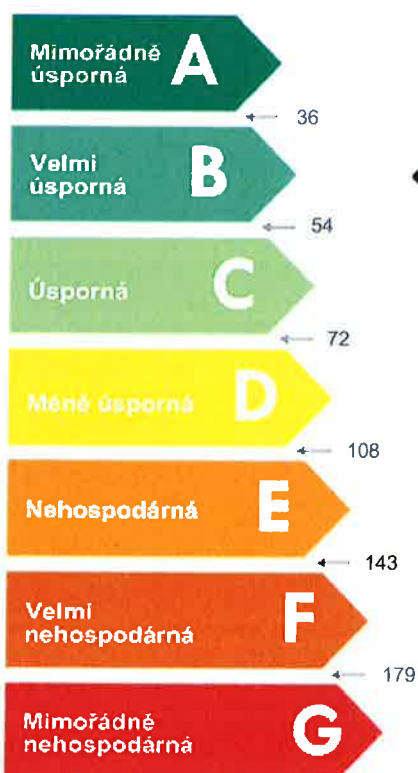 Mimořádně
úsporná
A
36
Velmi
úsporná
B
54
Úsporná
C
72
Méně úsporná
D
108
Nehospodárná
E
143
Velmi
nehospodárná
F
179
Mimořádně
nehospodárná
G